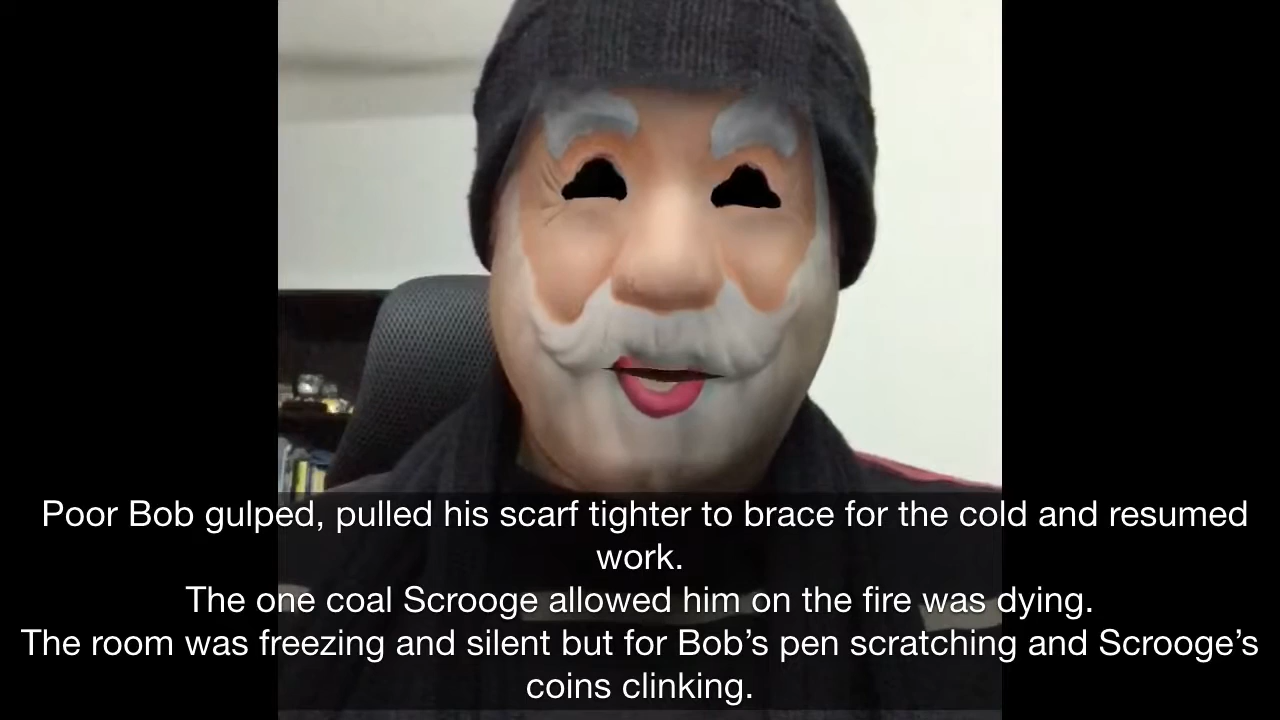 Poor Bob gulped, pulled his scarf tighter to brace for the cold and resumed
work.
The one coal Scrooge allowed him on the fire was dying.
The room was freezing and silent but for Bob’s pen scratching and Scrooge’s
coins clinking.